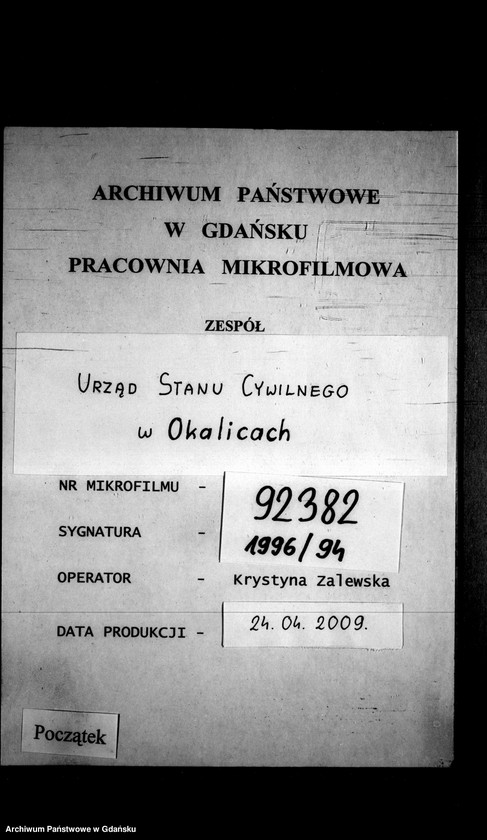 ARCHIWUM PAŃSTWOWE
W GDAŃSKU
PRACOWNIA MIKROFILMOWA
ZESPÓŁ
URZĄD STANU CYWILNEGO
w Okalicach
NR MIKROFILMU - 92382
SYGNATURA - 1996/94
OPERATOR - Krystyna Zalewska
DATA PRODUKCJI - 24.04.2009.
Początek
Archiwum Państwowe w Gdańsku